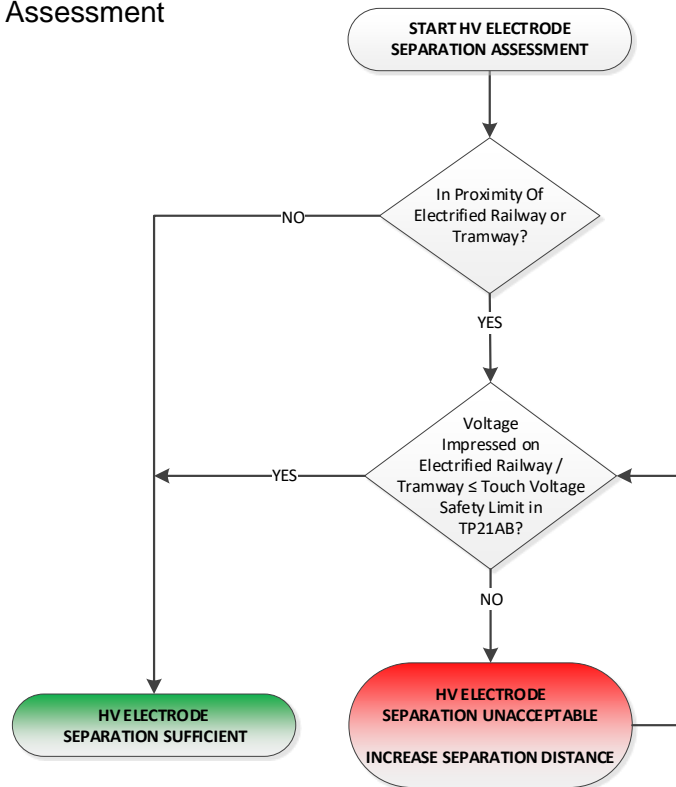 Assessment
START HV ELECTRODE
SEPARATION ASSESSMENT
In Proximity Of
Electrified Railway or
Tramway?
NO
YES
Voltage
Impressed on
Electrified Railway /
Tramway ≤ Touch Voltage
Safety Limit in
TP21AB?
YES
NO
HV ELECTRODE
SEPARATION SUFFICIENT
HV ELECTRODE
SEPARATION UNACCEPTABLE
INCREASE SEPARATION DISTANCE